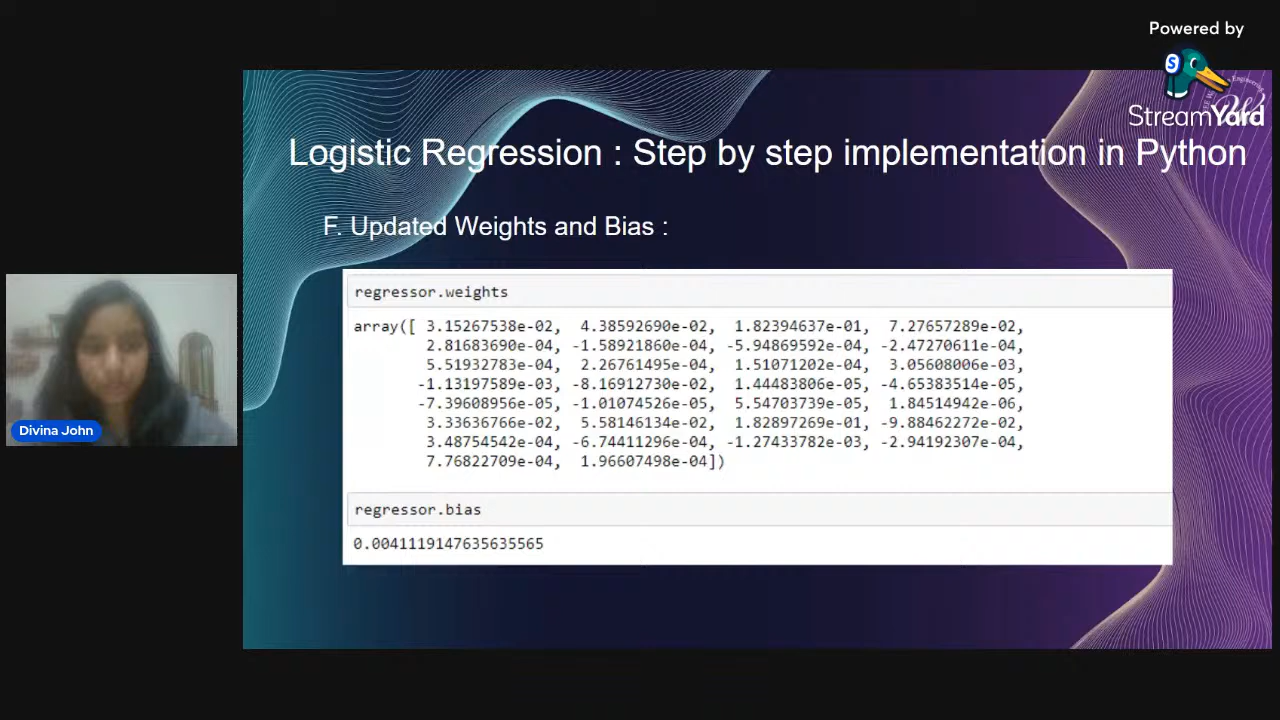 Powered by
S
StreamYard
Logistic Regression : Step by step implementation in Python
F. Updated Weights and Bias :
regressor.weights
array([ 3.15267538e-02, 4.38592690e-02, 1.82394637e-01, 7.27657289e-02,
2.81683690e-04, -1.58921860e-04, -5.94869592e-04, -2.47270611e-04,
5.51932783e-04, 2.26761495e-04, 1.51071202e-04, 3.05608006e-03,
-1.13197589e-03, -8.16912730e-02, 1.44483806e-05, -4.65383514e-05,
-7.39608956e-05, -1.01074526e-05, 5.54703739e-05, 1.84514942e-06,
3.33636766e-02, 5.58146134e-02, 1.82897269e-01, -9.88462272e-02,
3.48754542e-04, -6.74411296e-04, -1.27433782e-03, -2.94192307e-04,
7.76822709e-04, 1.96607498e-04])
regressor.bias
0.0041119147635635565
Divina John